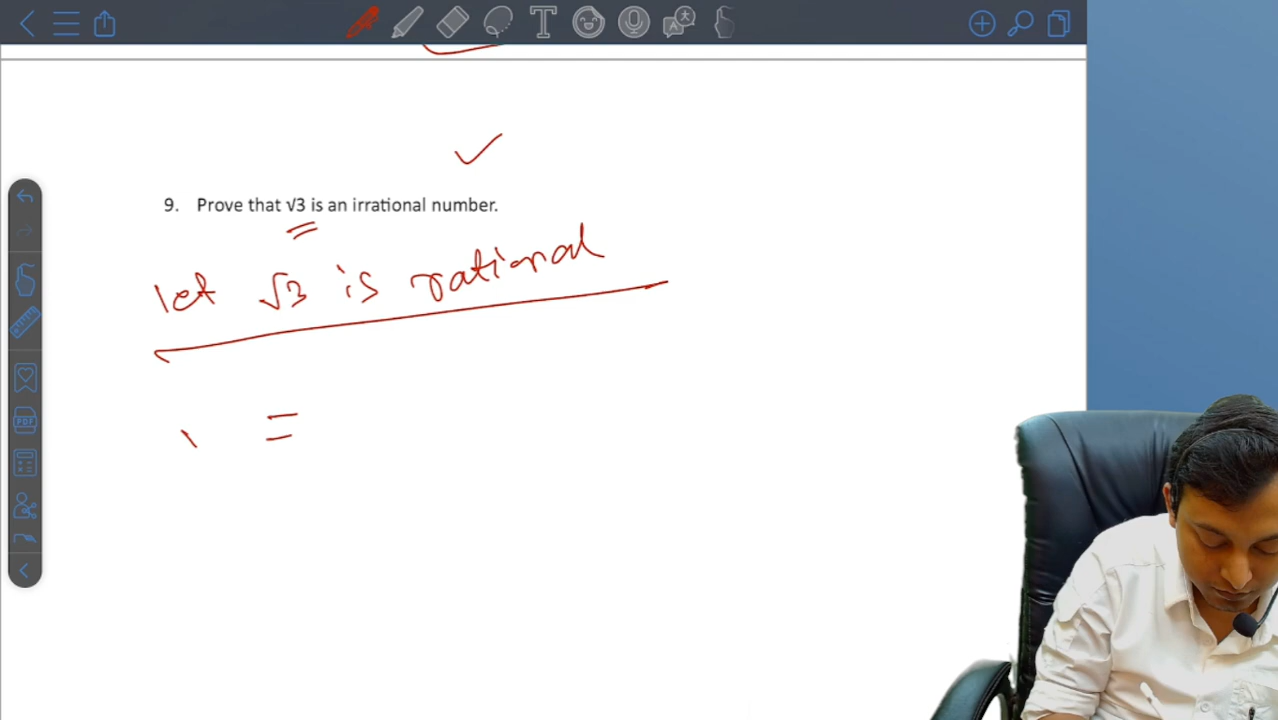 9. Prove that √3 is an irrational number.
let √3 is rational
=